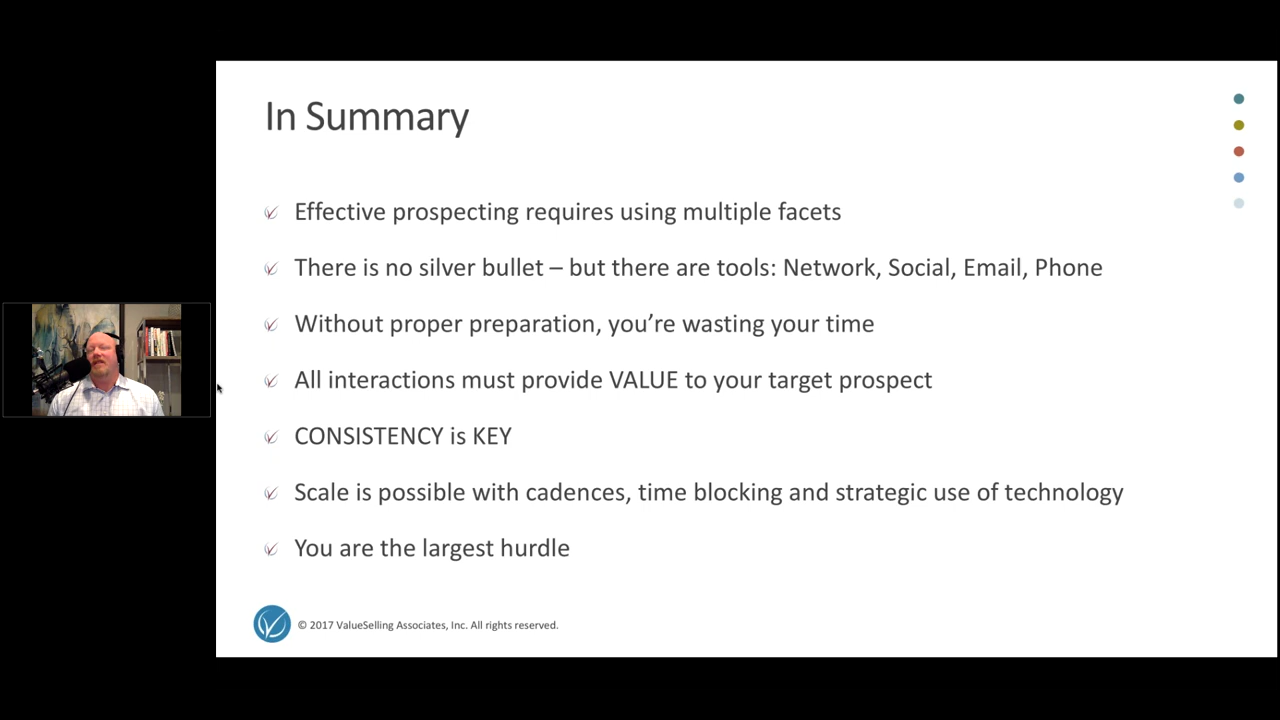 In Summary
Effective prospecting requires using multiple facets
There is no silver bullet – but there are tools: Network, Social, Email, Phone
Without proper preparation, you’re wasting your time
All interactions must provide VALUE to your target prospect
CONSISTENCY is KEY
Scale is possible with cadences, time blocking and strategic use of technology
You are the largest hurdle
© 2017 ValueSelling Associates, Inc. All rights reserved.